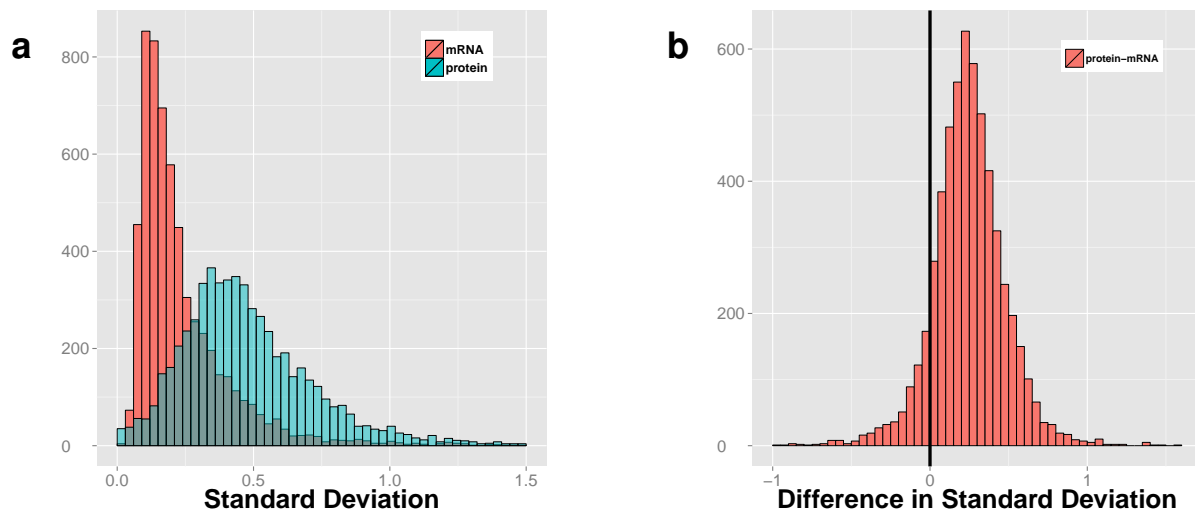 a
mRNA
protein
800
600
400
200
0
0.0
0.5
1.0
1.5
Standard Deviation
b
protein−mRNA
600
400
200
0
−1
0
1
Difference in Standard Deviation